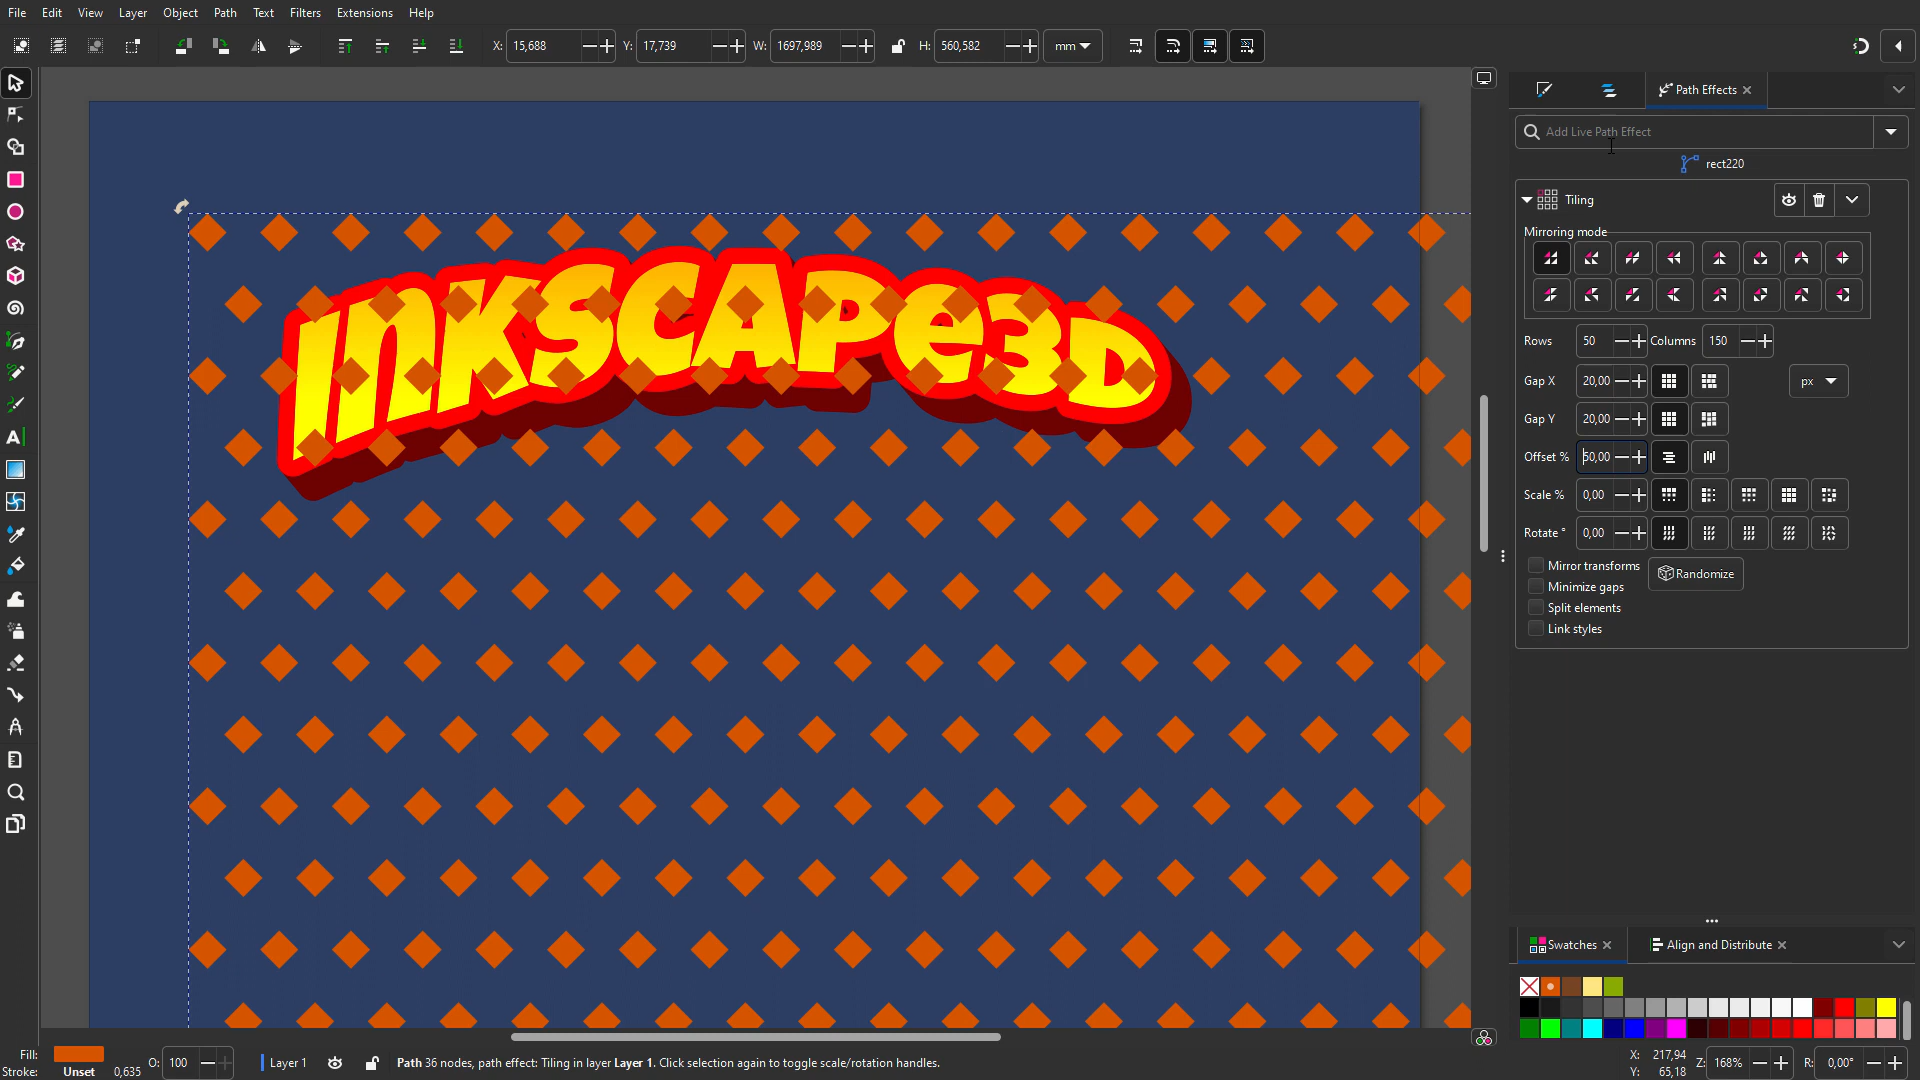 File Edit View Layer Object Path Text Filters Extensions Help
X: 15,688 Y: 17,739 W: 1697,989 H: 560,582 mm
Path Effects
Add Live Path Effect
rect220
Tiling
Mirroring mode
Rows 50 Columns 150
Gap X 20,00 px
Gap Y 20,00
Offset % 50,00
Scale % 0,00
Rotate ° 0,00
Mirror transforms
Randomize
Minimize gaps
Split elements
Link styles
INKSCAPE3D
Swatches Align and Distribute
Fill: O: 100 Layer 1 Path 36 nodes, path effect: Tiling in layer Layer 1. Click selection again to toggle scale/rotation handles. X: 217,94 Z: 168% R: 0,00°
Stroke: Unset 0,635 Y: 65,18